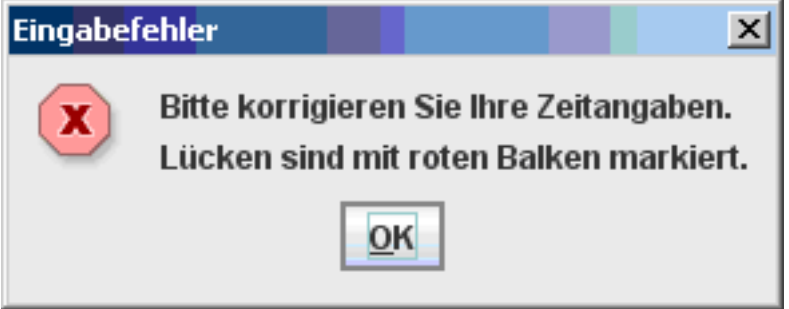 Eingabefehler
Bitte korrigieren Sie Ihre Zeitangaben.
Lücken sind mit roten Balken markiert.
OK